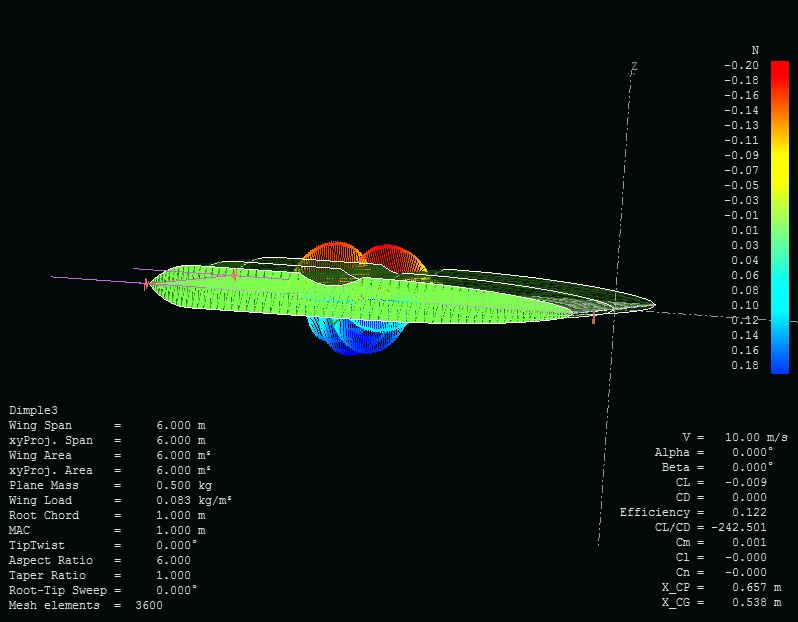 Z
N
-0.20
-0.18
-0.16
-0.14
-0.13
-0.11
-0.09
-0.07
-0.05
-0.03
-0.01
0.01
0.03
0.04
0.06
0.08
0.10
0.12
0.14
0.16
0.18
Dimple3
Wing Span = 6.000 m
xyProj. Span = 6.000 m
Wing Area = 6.000 m²
xyProj. Area = 6.000 m²
Plane Mass = 0.500 kg
Wing Load = 0.083 kg/m²
Root Chord = 1.000 m
MAC = 1.000 m
TipTwist = 0.000°
Aspect Ratio = 6.000
Taper Ratio = 1.000
Root-Tip Sweep = 0.000°
Mesh elements = 3600
V = 10.00 m/s
Alpha = 0.000°
Beta = 0.000°
CL = -0.009
CD = 0.000
Efficiency = 0.122
CL/CD = -242.501
Cm = 0.001
Cl = -0.000
Cn = -0.000
X_CP = 0.657 m
X_CG = 0.538 m